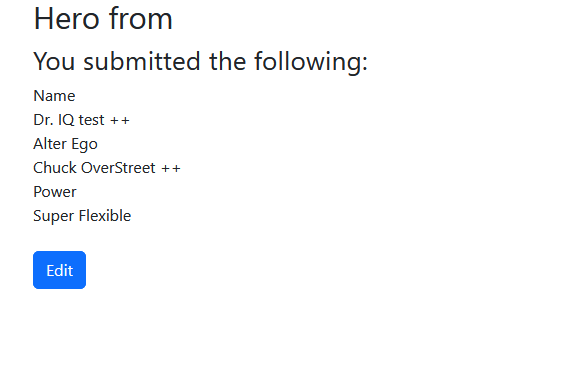 Hero from
You submitted the following:
Name
Dr. IQ test ++
Alter Ego
Chuck OverStreet ++
Power
Super Flexible
Edit